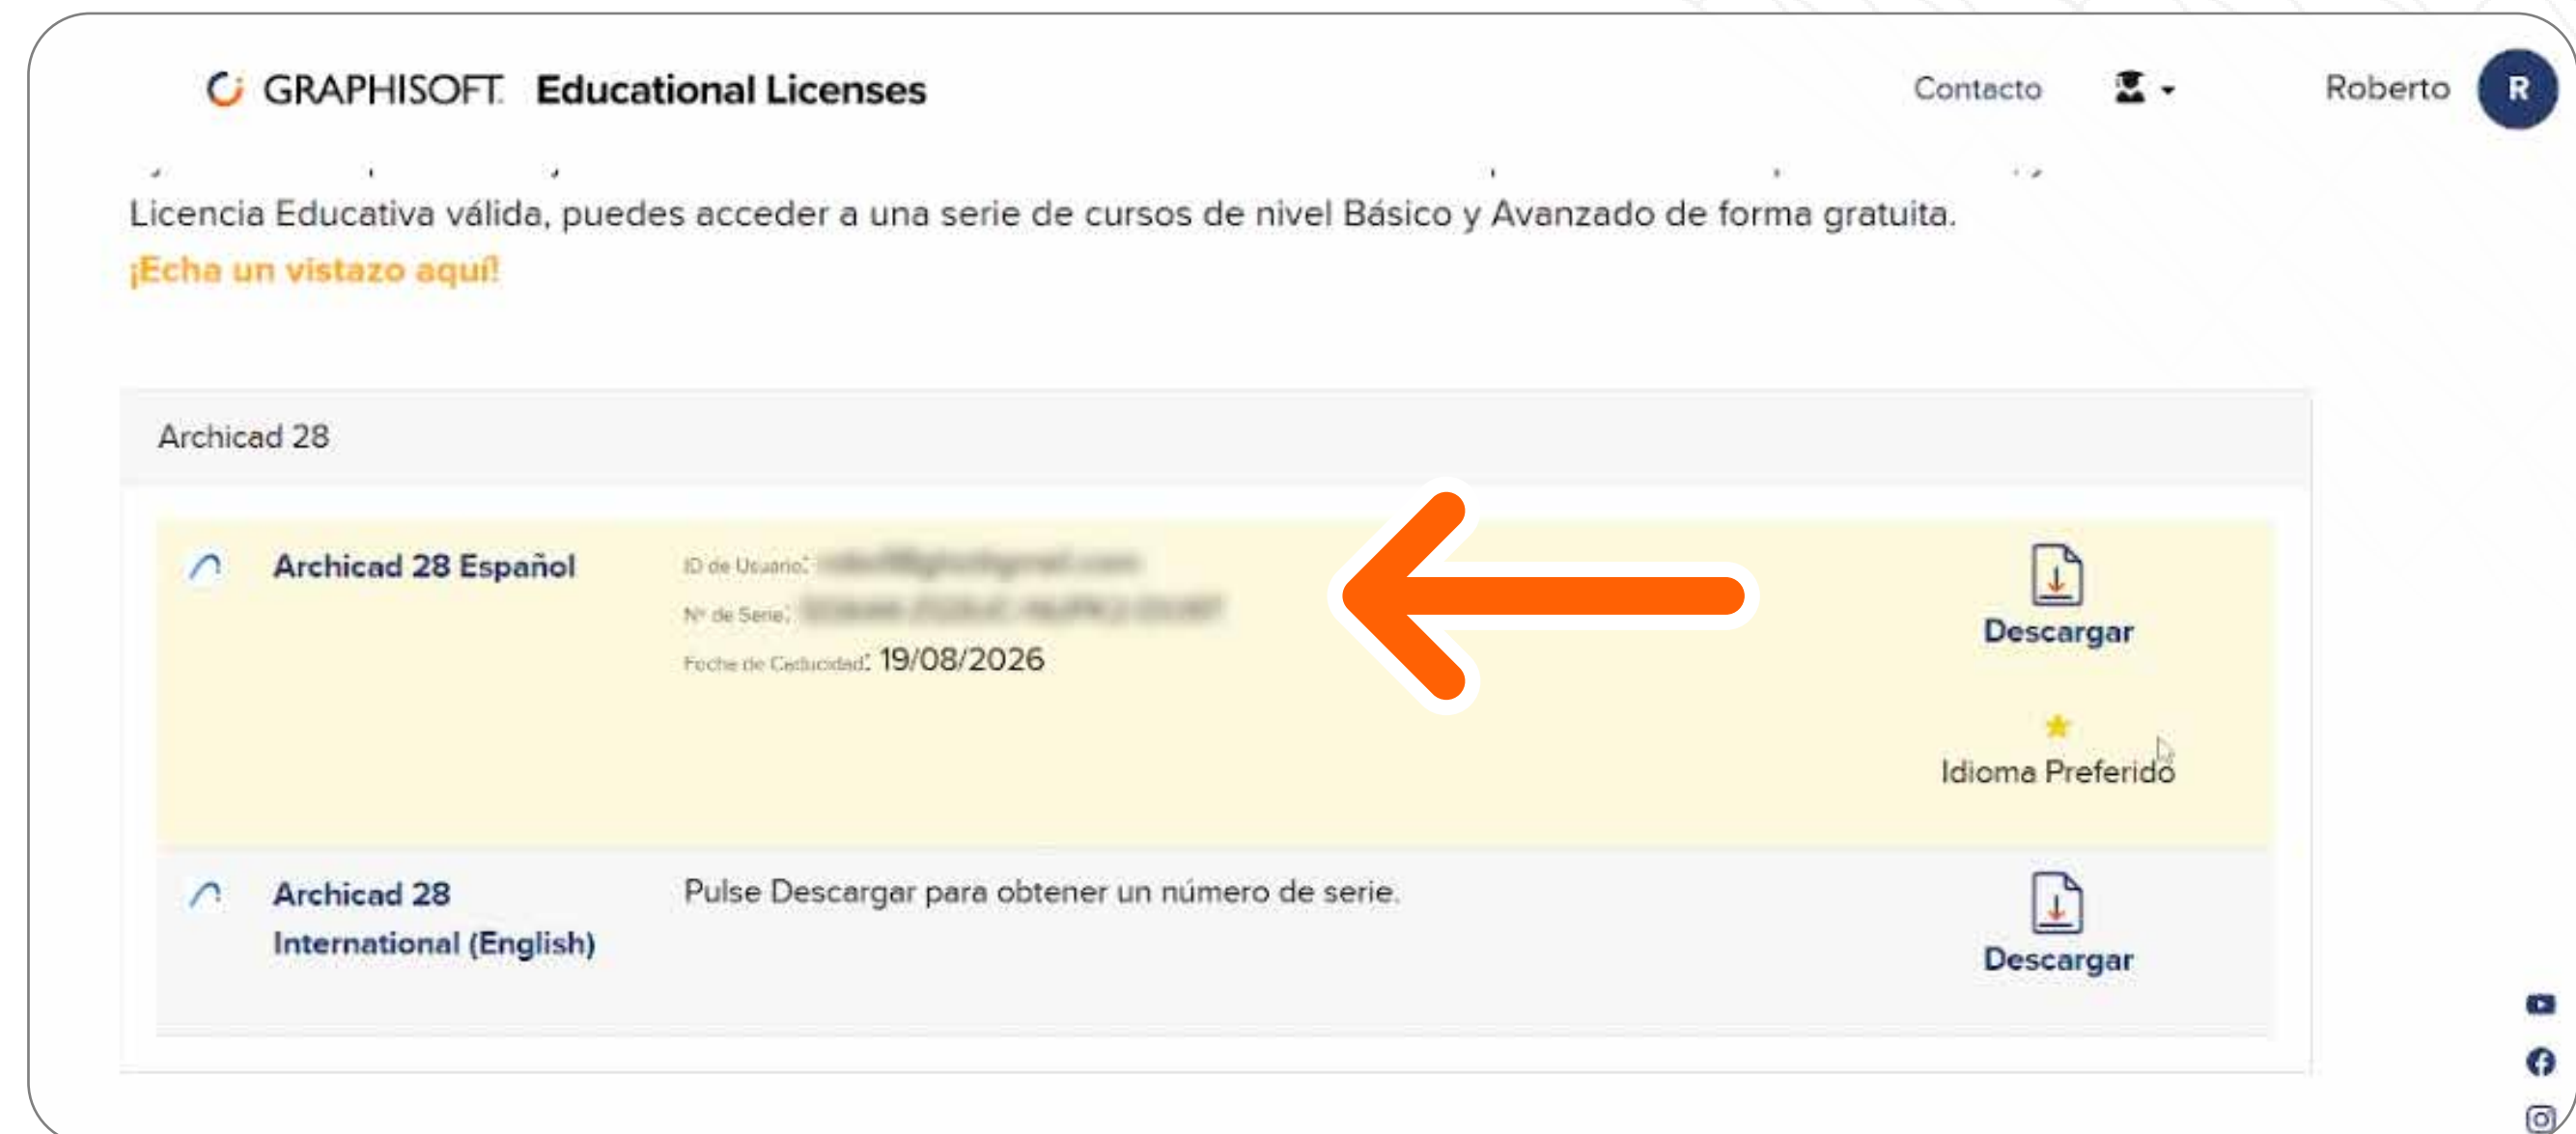 GRAPHISOFT. Educational Licenses
Contacto
Roberto
R
Licencia Educativa válida, puedes acceder a una serie de cursos de nivel Básico y Avanzado de forma gratuita.
¡Echa un vistazo aquí!
Archicad 28
Archicad 28 Español
ID de Usuario:
Nº de Serie:
Fecha de Caducidad: 19/08/2026
Descargar
Idioma Preferido
Archicad 28
International (English)
Pulse Descargar para obtener un número de serie.
Descargar